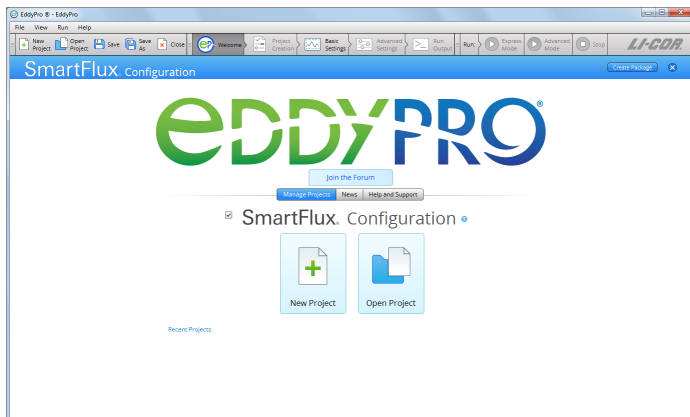 EddyPro ® - EddyPro
File View Run Help
New Project
Open Project
Save
Save As
Close
ep
Welcome
Project Creation
Basic Settings
Advanced Settings
Run Output
Run:
Express Mode
Advanced Mode
Stop
LI-COR.
SmartFlux. Configuration
Create Package
EDDYPRO®
Join the Forum
Manage Projects News Help and Support
SmartFlux. Configuration ?
New Project Open Project
Recent Projects